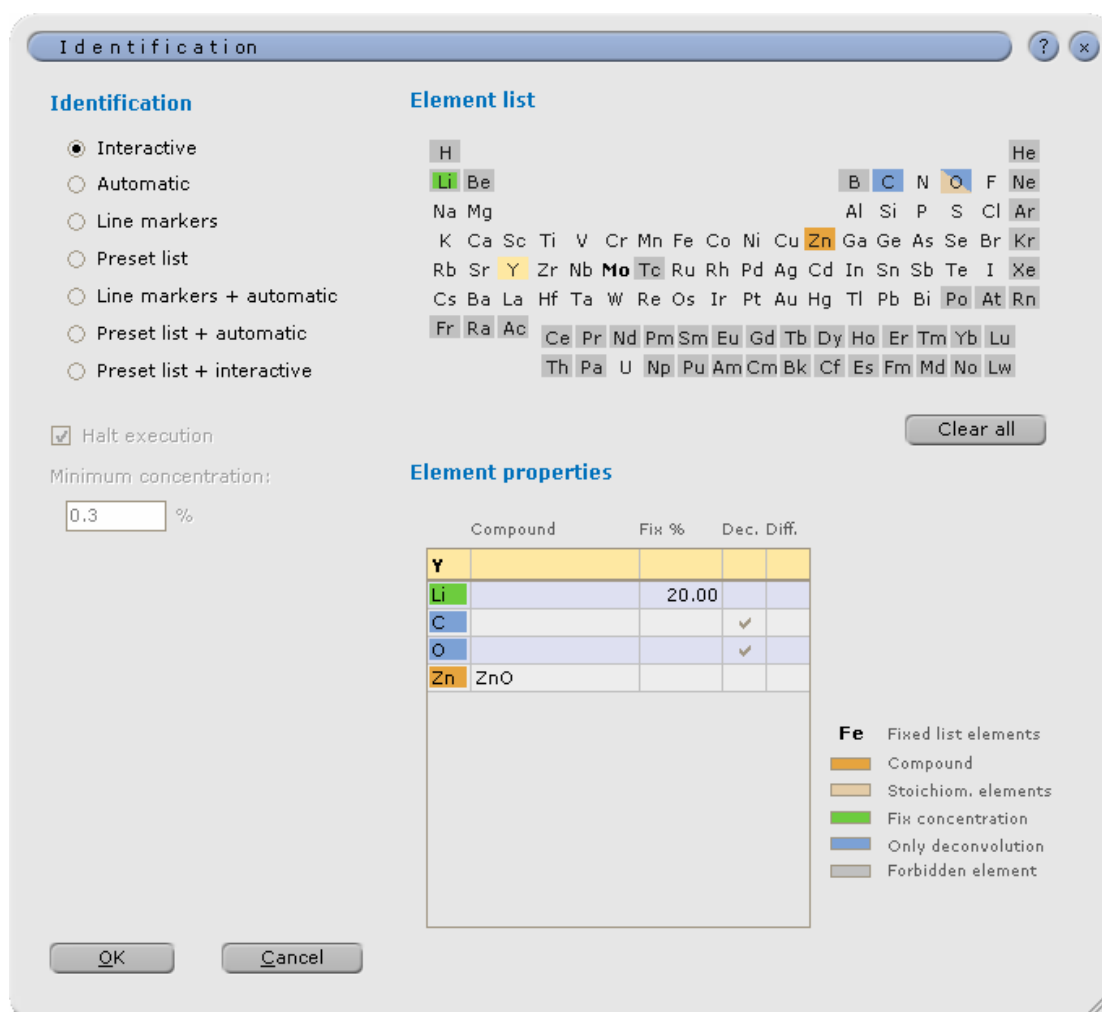 Identification
? ×
Identification
Interactive
Automatic
Line markers
Preset list
Line markers + automatic
Preset list + automatic
Preset list + interactive
Halt execution
Minimum concentration:
0.3 %
Element list
H He
Li Be B C N O F Ne
Na Mg Al Si P S Cl Ar
K Ca Sc Ti V Cr Mn Fe Co Ni Cu Zn Ga Ge As Se Br Kr
Rb Sr Y Zr Nb Mo Tc Ru Rh Pd Ag Cd In Sn Sb Te I Xe
Cs Ba La Hf Ta W Re Os Ir Pt Au Hg Tl Pb Bi Po At Rn
Fr Ra Ac
Ce Pr Nd Pm Sm Eu Gd Tb Dy Ho Er Tm Yb Lu
Th Pa U Np Pu Am Cm Bk Cf Es Fm Md No Lw
Clear all
Element properties
Compound Fix % Dec. Diff.
Y
Li 20.00
C
O
Zn ZnO
Fe Fixed list elements
Compound
Stoichiom. elements
Fix concentration
Only deconvolution
Forbidden element
OK Cancel